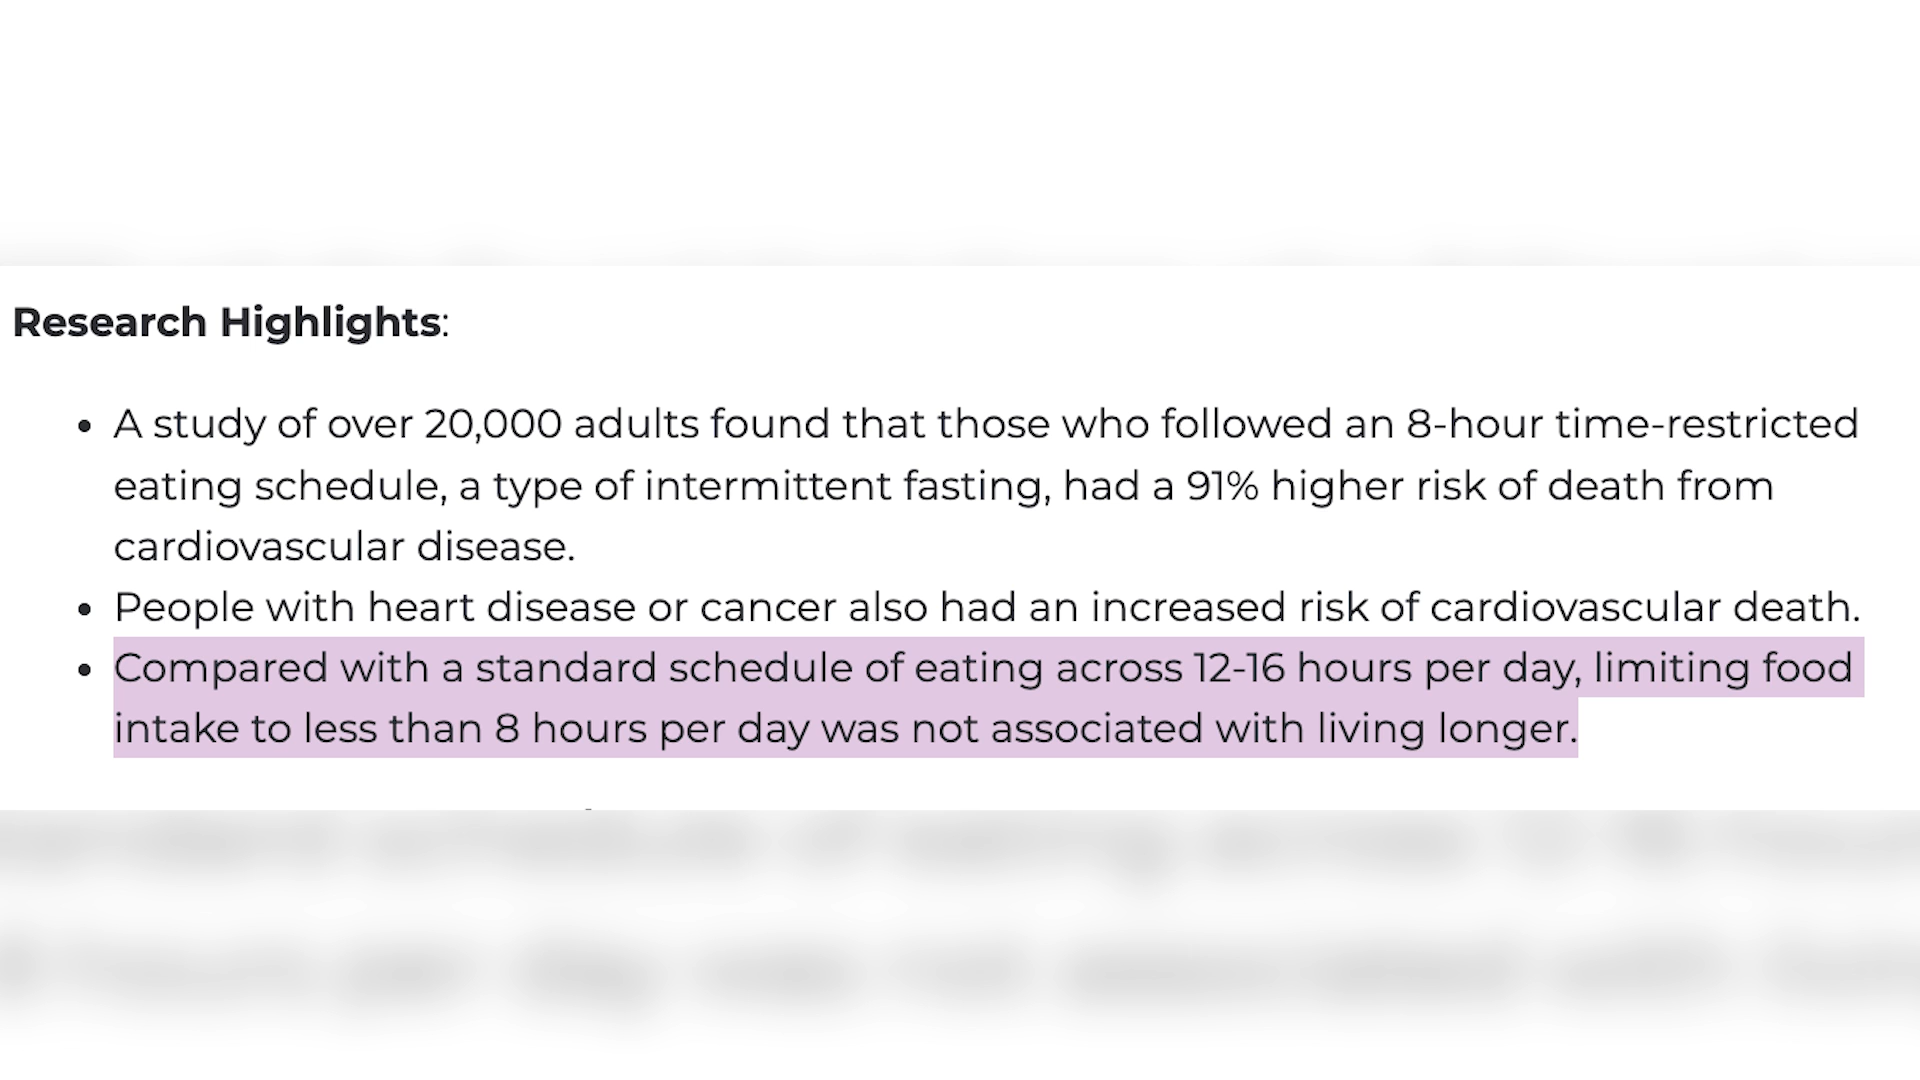 Research Highlights:
• A study of over 20,000 adults found that those who followed an 8-hour time-restricted
eating schedule, a type of intermittent fasting, had a 91% higher risk of death from
cardiovascular disease.
• People with heart disease or cancer also had an increased risk of cardiovascular death.
• Compared with a standard schedule of eating across 12-16 hours per day, limiting food
intake to less than 8 hours per day was not associated with living longer.